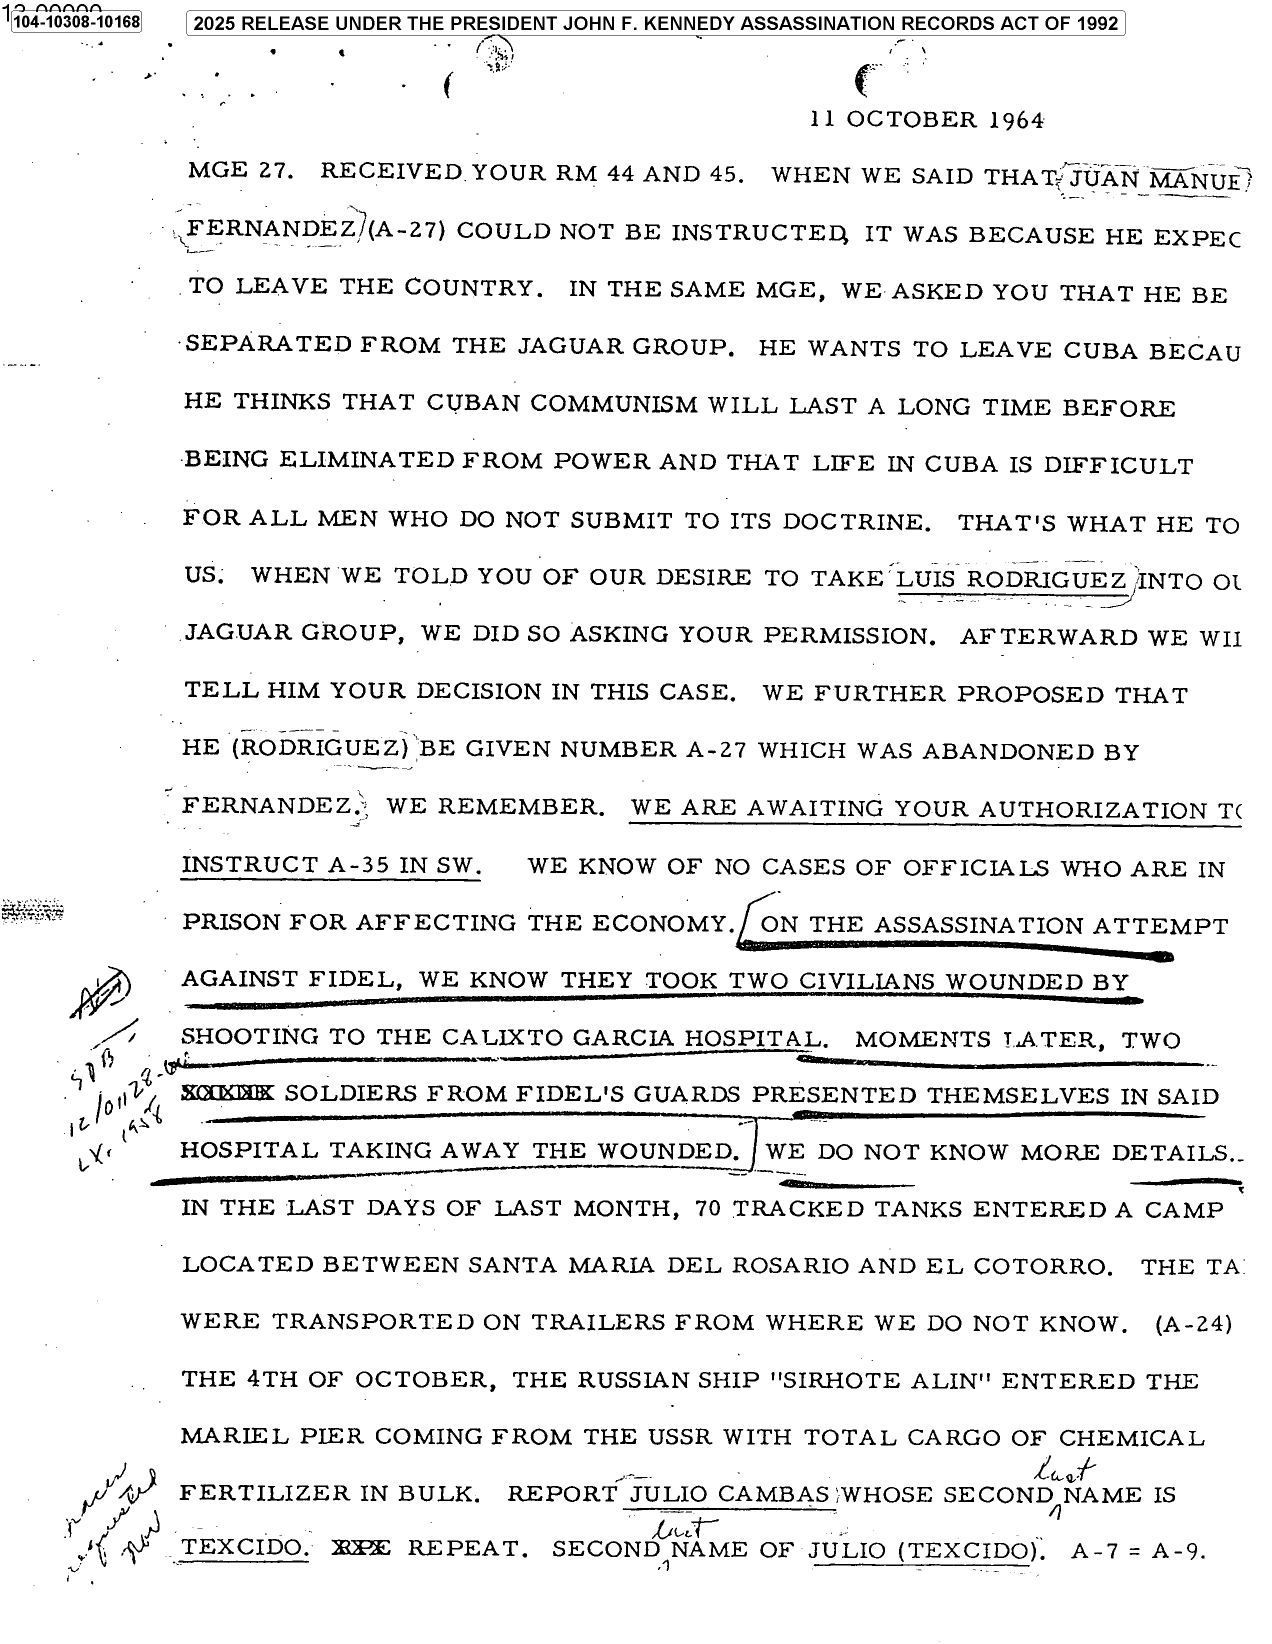 13-00000
104-10308-10168
2025 RELEASE UNDER THE PRESIDENT JOHN F. KENNEDY ASSASSINATION RECORDS ACT OF 1992
11 OCTOBER 1964
MGE 27. RECEIVED YOUR RM 44 AND 45. WHEN WE SAID THAT JUAN MANUE
FERNANDEZ (A-27) COULD NOT BE INSTRUCTED, IT WAS BECAUSE HE EXPEC
TO LEAVE THE COUNTRY. IN THE SAME MGE, WE ASKED YOU THAT HE BE
SEPARATED FROM THE JAGUAR GROUP. HE WANTS TO LEAVE CUBA BECAU
HE THINKS THAT CUBAN COMMUNISM WILL LAST A LONG TIME BEFORE
BEING ELIMINATED FROM POWER AND THAT LIFE IN CUBA IS DIFFICULT
FOR ALL MEN WHO DO NOT SUBMIT TO ITS DOCTRINE. THAT'S WHAT HE TO
US. WHEN WE TOLD YOU OF OUR DESIRE TO TAKE LUIS RODRIGUEZ INTO OU
JAGUAR GROUP, WE DID SO ASKING YOUR PERMISSION. AFTERWARD WE WIL
TELL HIM YOUR DECISION IN THIS CASE. WE FURTHER PROPOSED THAT
HE (RODRIGUEZ) BE GIVEN NUMBER A-27 WHICH WAS ABANDONED BY
FERNANDEZ. WE REMEMBER. WE ARE AWAITING YOUR AUTHORIZATION TO
INSTRUCT A-35 IN SW. WE KNOW OF NO CASES OF OFFICIALS WHO ARE IN
PRISON FOR AFFECTING THE ECONOMY. ON THE ASSASSINATION ATTEMPT
AGAINST FIDEL, WE KNOW THEY TOOK TWO CIVILIANS WOUNDED BY
SHOOTING TO THE CALIXTO GARCIA HOSPITAL. MOMENTS LATER, TWO
SOLDIERS FROM FIDEL'S GUARDS PRESENTED THEMSELVES IN SAID
HOSPITAL TAKING AWAY THE WOUNDED. WE DO NOT KNOW MORE DETAILS.
IN THE LAST DAYS OF LAST MONTH, 70 TRACKED TANKS ENTERED A CAMP
LOCATED BETWEEN SANTA MARIA DEL ROSARIO AND EL COTORRO. THE TA
WERE TRANSPORTED ON TRAILERS FROM WHERE WE DO NOT KNOW. (A-24)
THE 4TH OF OCTOBER, THE RUSSIAN SHIP "SIRHOTE ALIN" ENTERED THE
MARIEL PIER COMING FROM THE USSR WITH TOTAL CARGO OF CHEMICAL
FERTILIZER IN BULK. REPORT JULIO CAMBAS WHOSE SECOND last NAME IS
TEXCIDO. REPEAT. SECOND last NAME OF JULIO (TEXCIDO). A-7 = A-9.
traces
requested